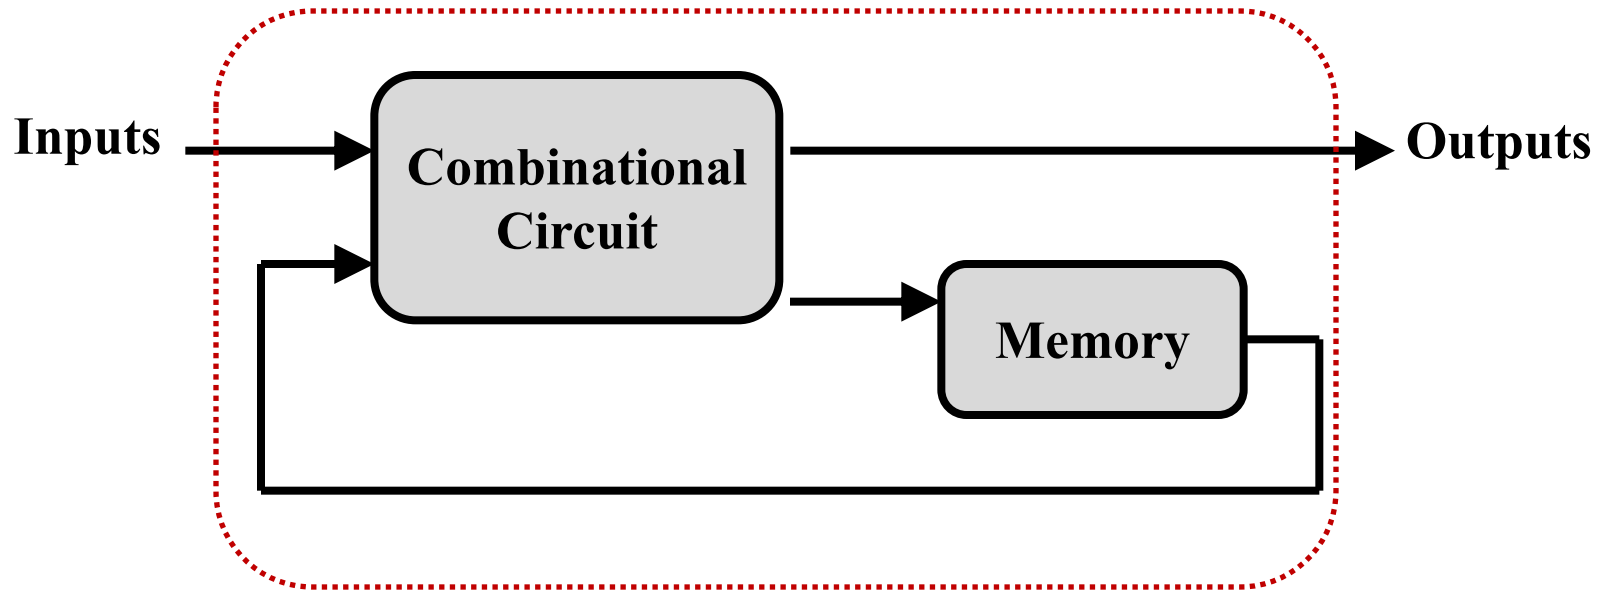 Inputs
Combinational
Circuit
Outputs
Memory